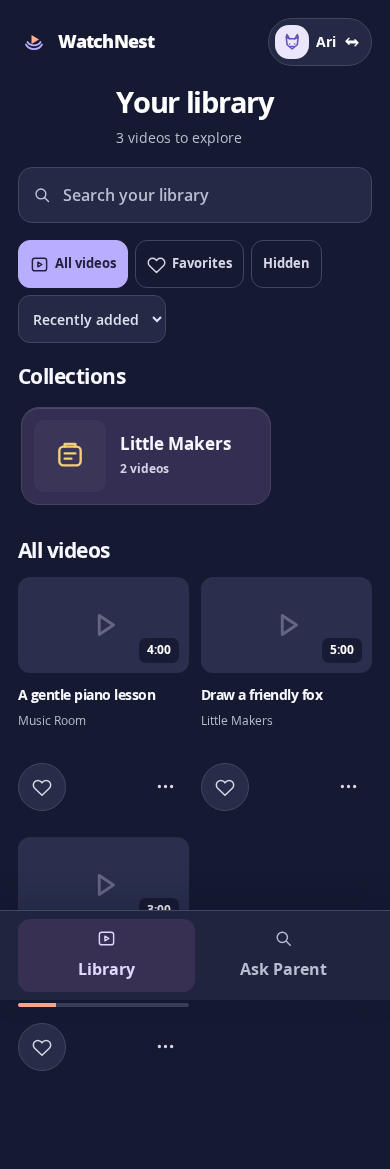 WatchNest
Ari
Your library
3 videos to explore
Search your library
All videos
Favorites
Hidden
Recently added
Collections
Little Makers
2 videos
All videos
4:00
5:00
A gentle piano lesson
Draw a friendly fox
Music Room
Little Makers
3:00
Library
Ask Parent